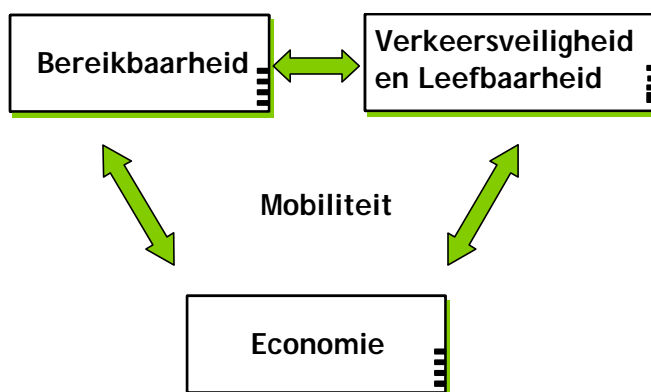 Bereikbaarheid
Verkeersveiligheid
en Leefbaarheid
Mobiliteit
Economie